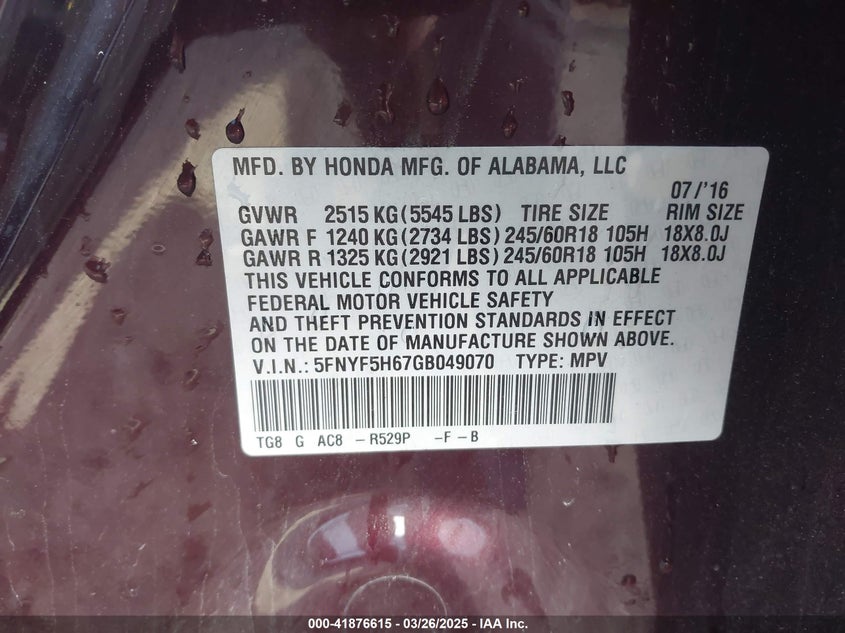 MFD. BY HONDA MFG. OF ALABAMA, LLC
07/'16
GVWR 2515 KG (5545 LBS) TIRE SIZE RIM SIZE
GAWR F 1240 KG (2734 LBS) 245/60R18 105H 18X8.0J
GAWR R 1325 KG (2921 LBS) 245/60R18 105H 18X8.0J
THIS VEHICLE CONFORMS TO ALL APPLICABLE
FEDERAL MOTOR VEHICLE SAFETY
AND THEFT PREVENTION STANDARDS IN EFFECT
ON THE DATE OF MANUFACTURE SHOWN ABOVE.
V.I.N.: 5FNYF5H67GB049070 TYPE: MPV
TG8 G AC8 - R529P -F - B
000-41876615 - 03/26/2025 - IAA Inc.